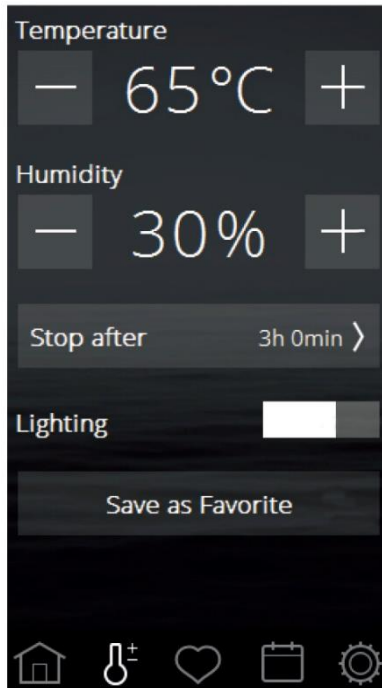 Temperature
— 65°C +
Humidity
— 30% +
Stop after 3h 0min ⟩
Lighting
Save as Favorite